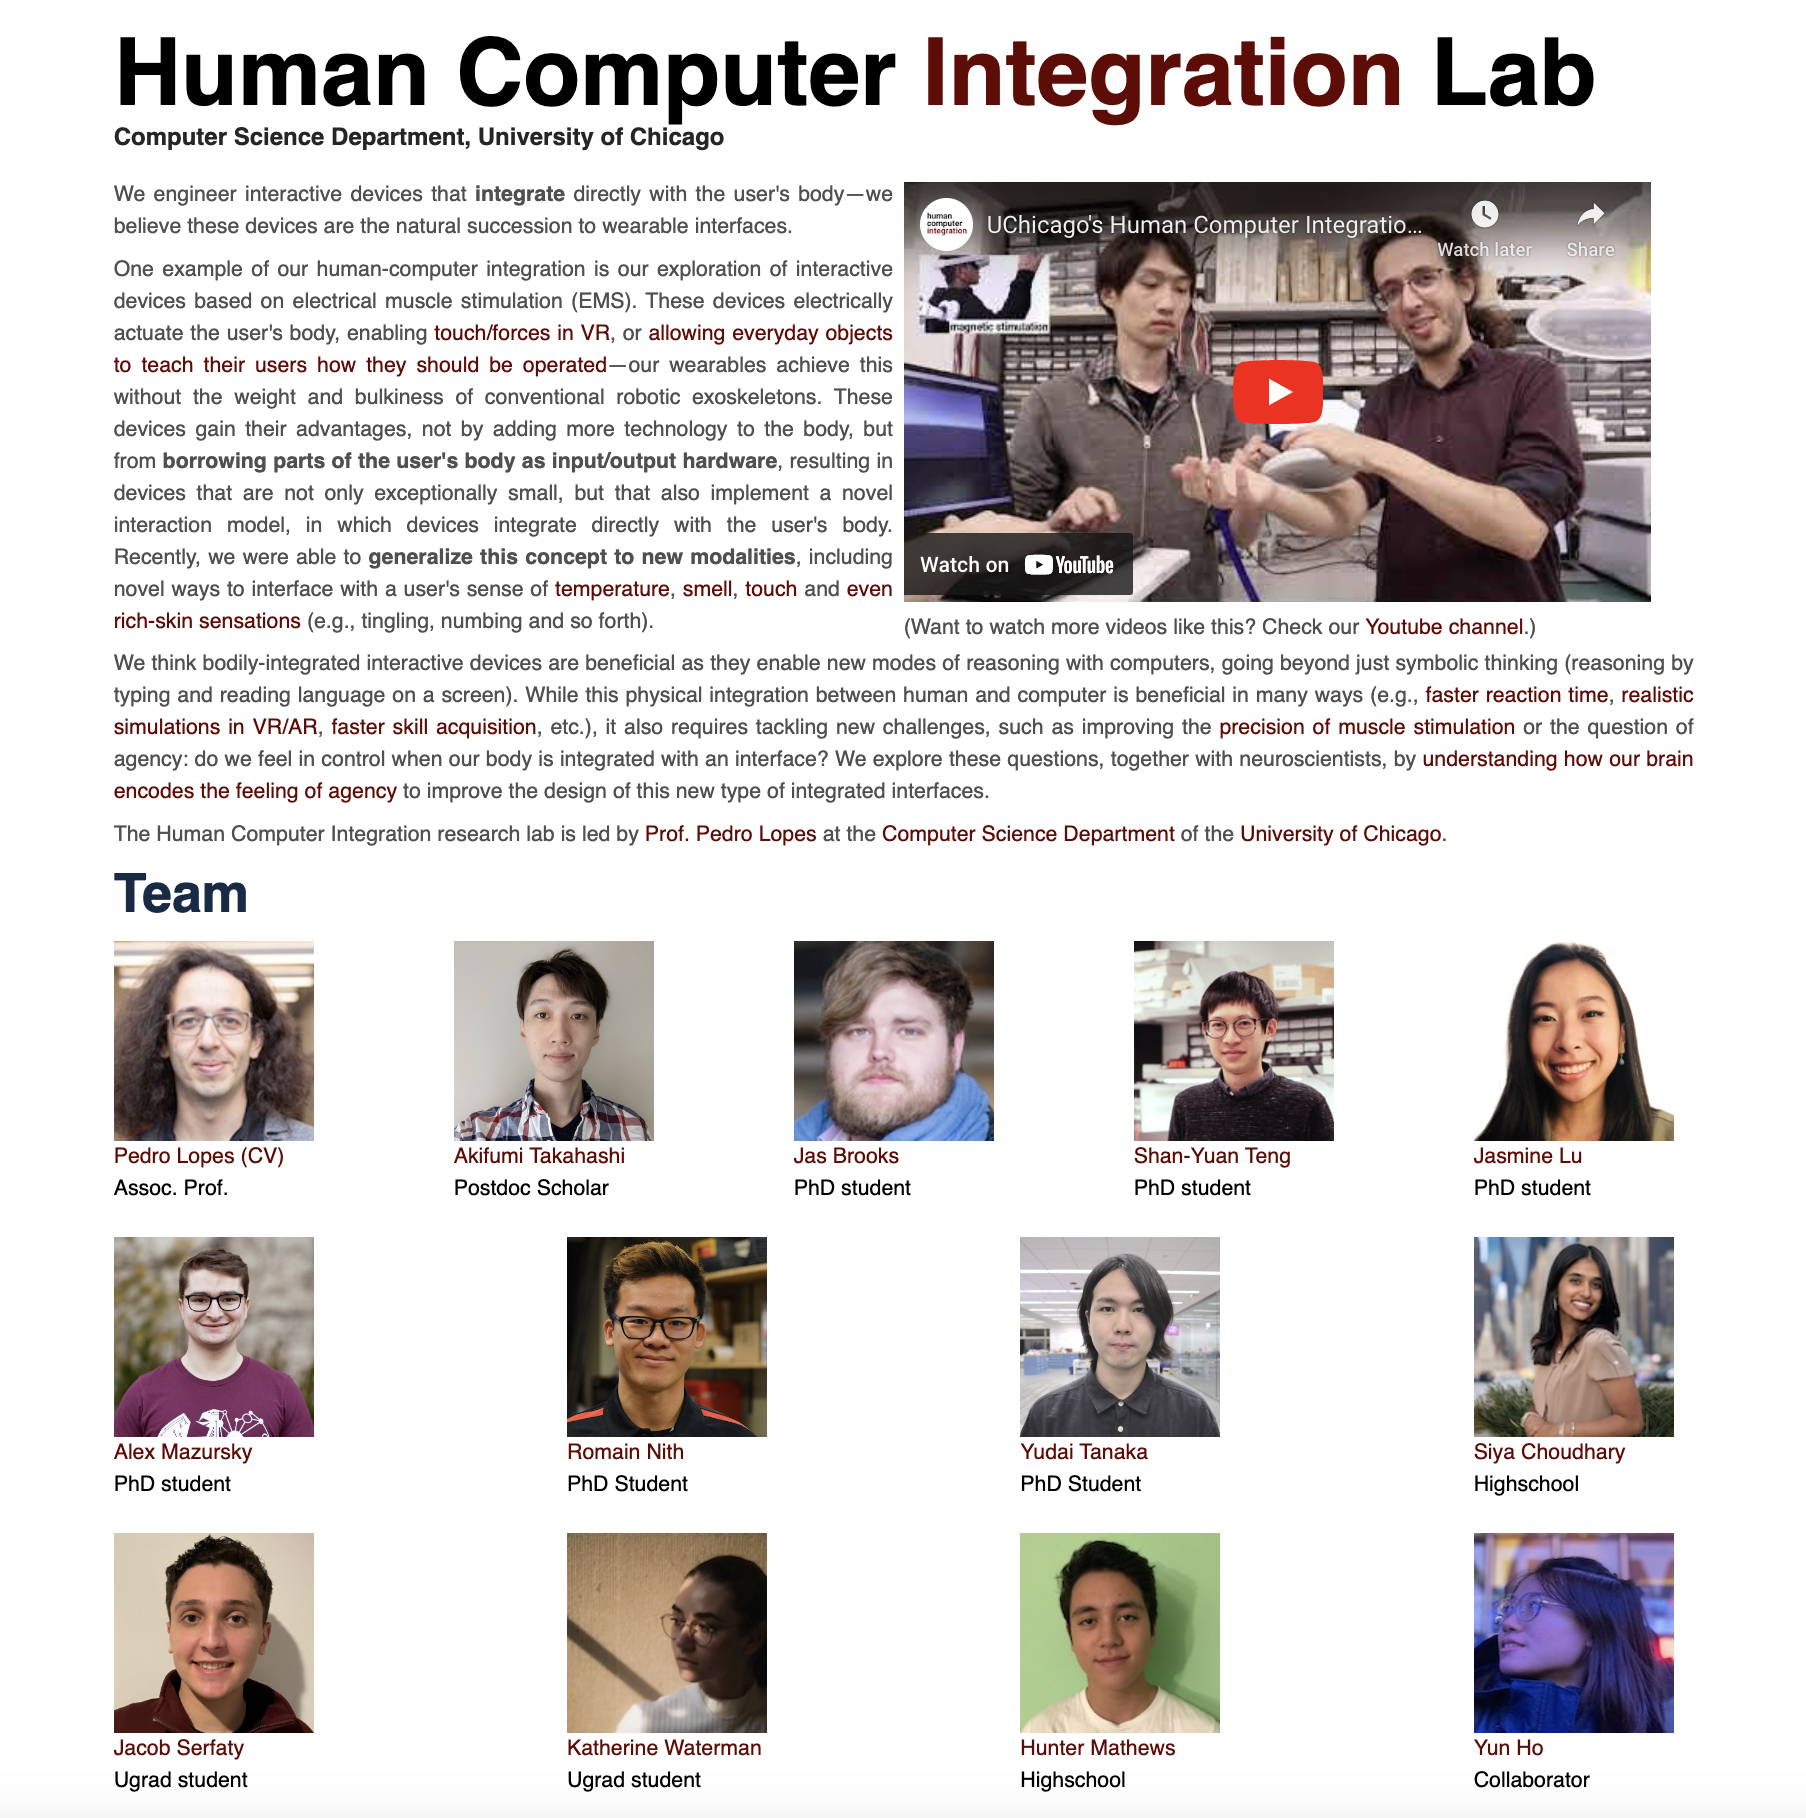 Human Computer Integration Lab
Computer Science Department, University of Chicago
We engineer interactive devices that integrate directly with the user's body—we
believe these devices are the natural succession to wearable interfaces.
One example of our human-computer integration is our exploration of interactive
devices based on electrical muscle stimulation (EMS). These devices electrically
actuate the user's body, enabling touch/forces in VR, or allowing everyday objects
to teach their users how they should be operated—our wearables achieve this
without the weight and bulkiness of conventional robotic exoskeletons. These
devices gain their advantages, not by adding more technology to the body, but
from borrowing parts of the user's body as input/output hardware, resulting in
devices that are not only exceptionally small, but that also implement a novel
interaction model, in which devices integrate directly with the user's body.
Recently, we were able to generalize this concept to new modalities, including
novel ways to interface with a user's sense of temperature, smell, touch and even
rich-skin sensations (e.g., tingling, numbing and so forth).
human
computer
integration
UChicago's Human Computer Integratio...
Watch later
Share
magnetic stimulation
Watch on YouTube
(Want to watch more videos like this? Check our Youtube channel.)
We think bodily-integrated interactive devices are beneficial as they enable new modes of reasoning with computers, going beyond just symbolic thinking (reasoning by
typing and reading language on a screen). While this physical integration between human and computer is beneficial in many ways (e.g., faster reaction time, realistic
simulations in VR/AR, faster skill acquisition, etc.), it also requires tackling new challenges, such as improving the precision of muscle stimulation or the question of
agency: do we feel in control when our body is integrated with an interface? We explore these questions, together with neuroscientists, by understanding how our brain
encodes the feeling of agency to improve the design of this new type of integrated interfaces.
The Human Computer Integration research lab is led by Prof. Pedro Lopes at the Computer Science Department of the University of Chicago.
Team
Pedro Lopes (CV)
Assoc. Prof.
Akifumi Takahashi
Postdoc Scholar
Jas Brooks
PhD student
Shan-Yuan Teng
PhD student
Jasmine Lu
PhD student
Alex Mazursky
PhD student
Romain Nith
PhD Student
Yudai Tanaka
PhD Student
Siya Choudhary
Highschool
Jacob Serfaty
Ugrad student
Katherine Waterman
Ugrad student
Hunter Mathews
Highschool
Yun Ho
Collaborator